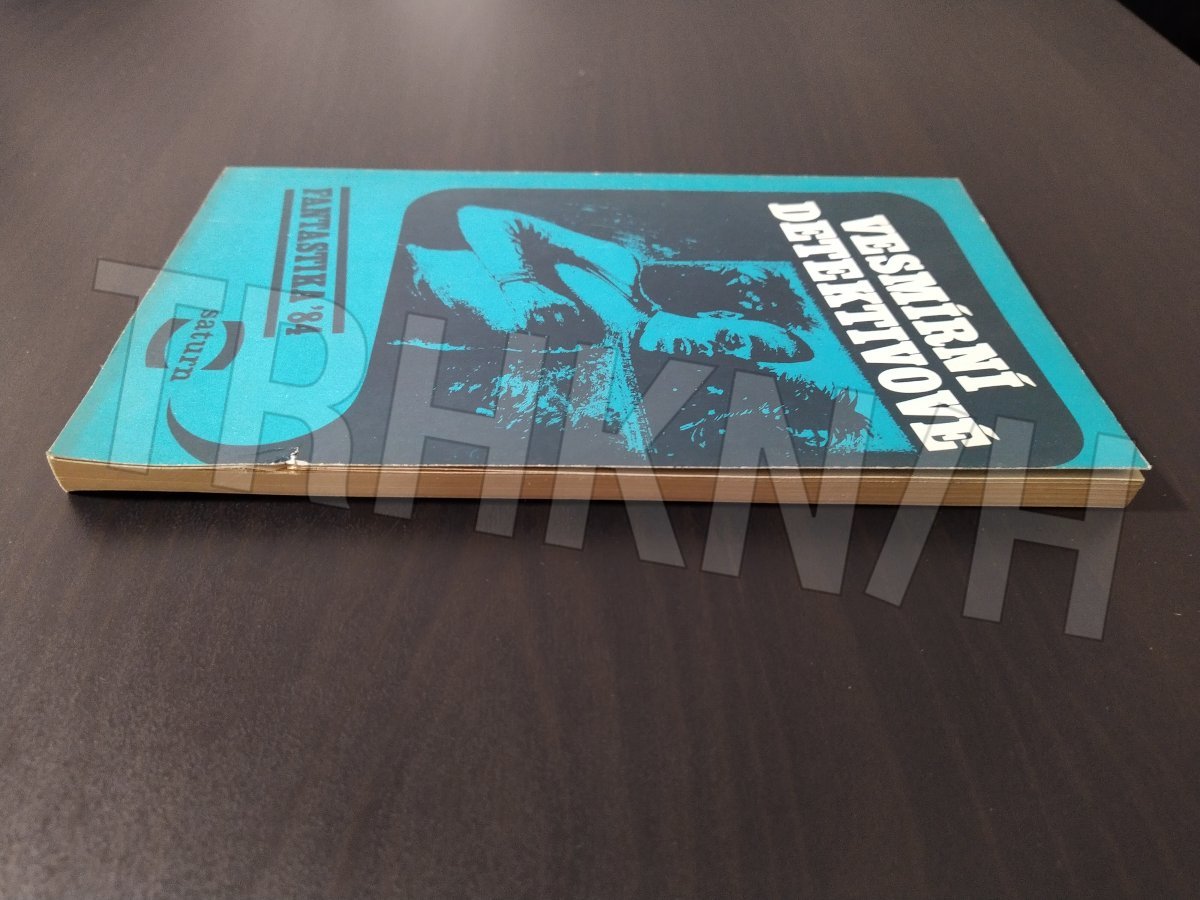 VESMÍRNÍ
DETEKTIVOVÉ
FANTASTIKA '84
saturn
TRHKNIH